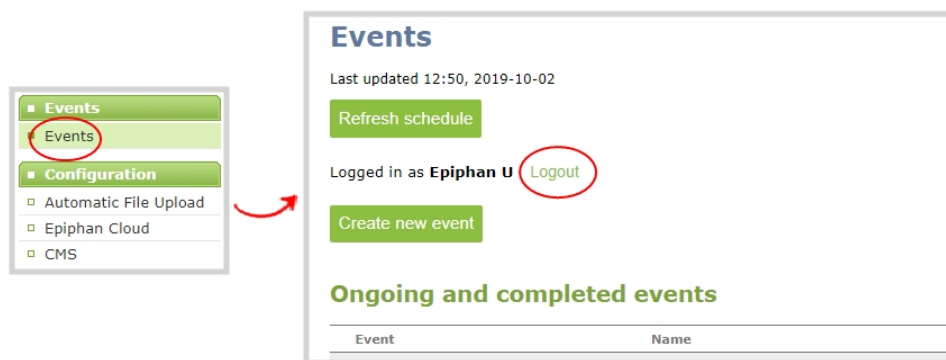 Events
Events
Configuration
Automatic File Upload
Epiphan Cloud
CMS
Events
Last updated 12:50, 2019-10-02
Refresh schedule
Logged in as Epiphan U Logout
Create new event
Ongoing and completed events
Event Name